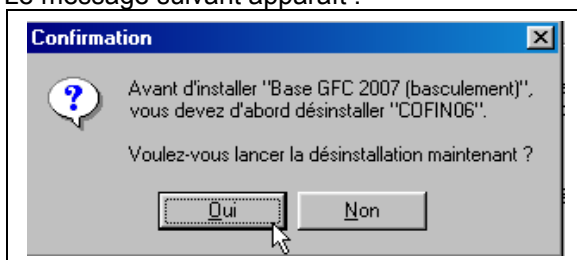 Le message suivant apparaît :
Confirmation
Avant d'installer "Base GFC 2007 (basculement)",
vous devez d'abord désinstaller "COFIN06".
Voulez-vous lancer la désinstallation maintenant ?
Oui Non